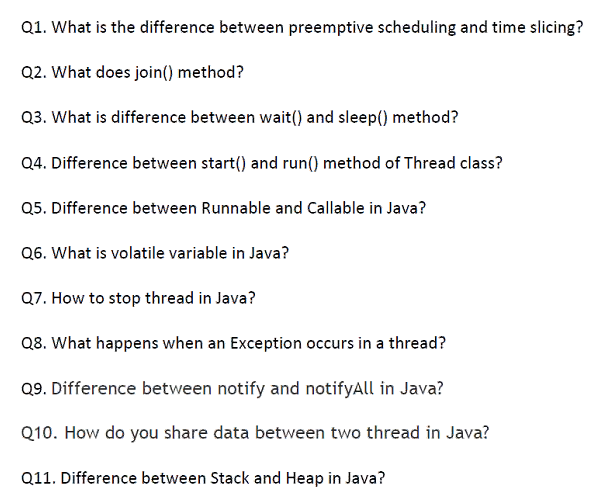 Q1. What is the difference between preemptive scheduling and time slicing?
Q2. What does join() method?
Q3. What is difference between wait() and sleep() method?
Q4. Difference between start() and run() method of Thread class?
Q5. Difference between Runnable and Callable in Java?
Q6. What is volatile variable in Java?
Q7. How to stop thread in Java?
Q8. What happens when an Exception occurs in a thread?
Q9. Difference between notify and notifyAll in Java?
Q10. How do you share data between two thread in Java?
Q11. Difference between Stack and Heap in Java?